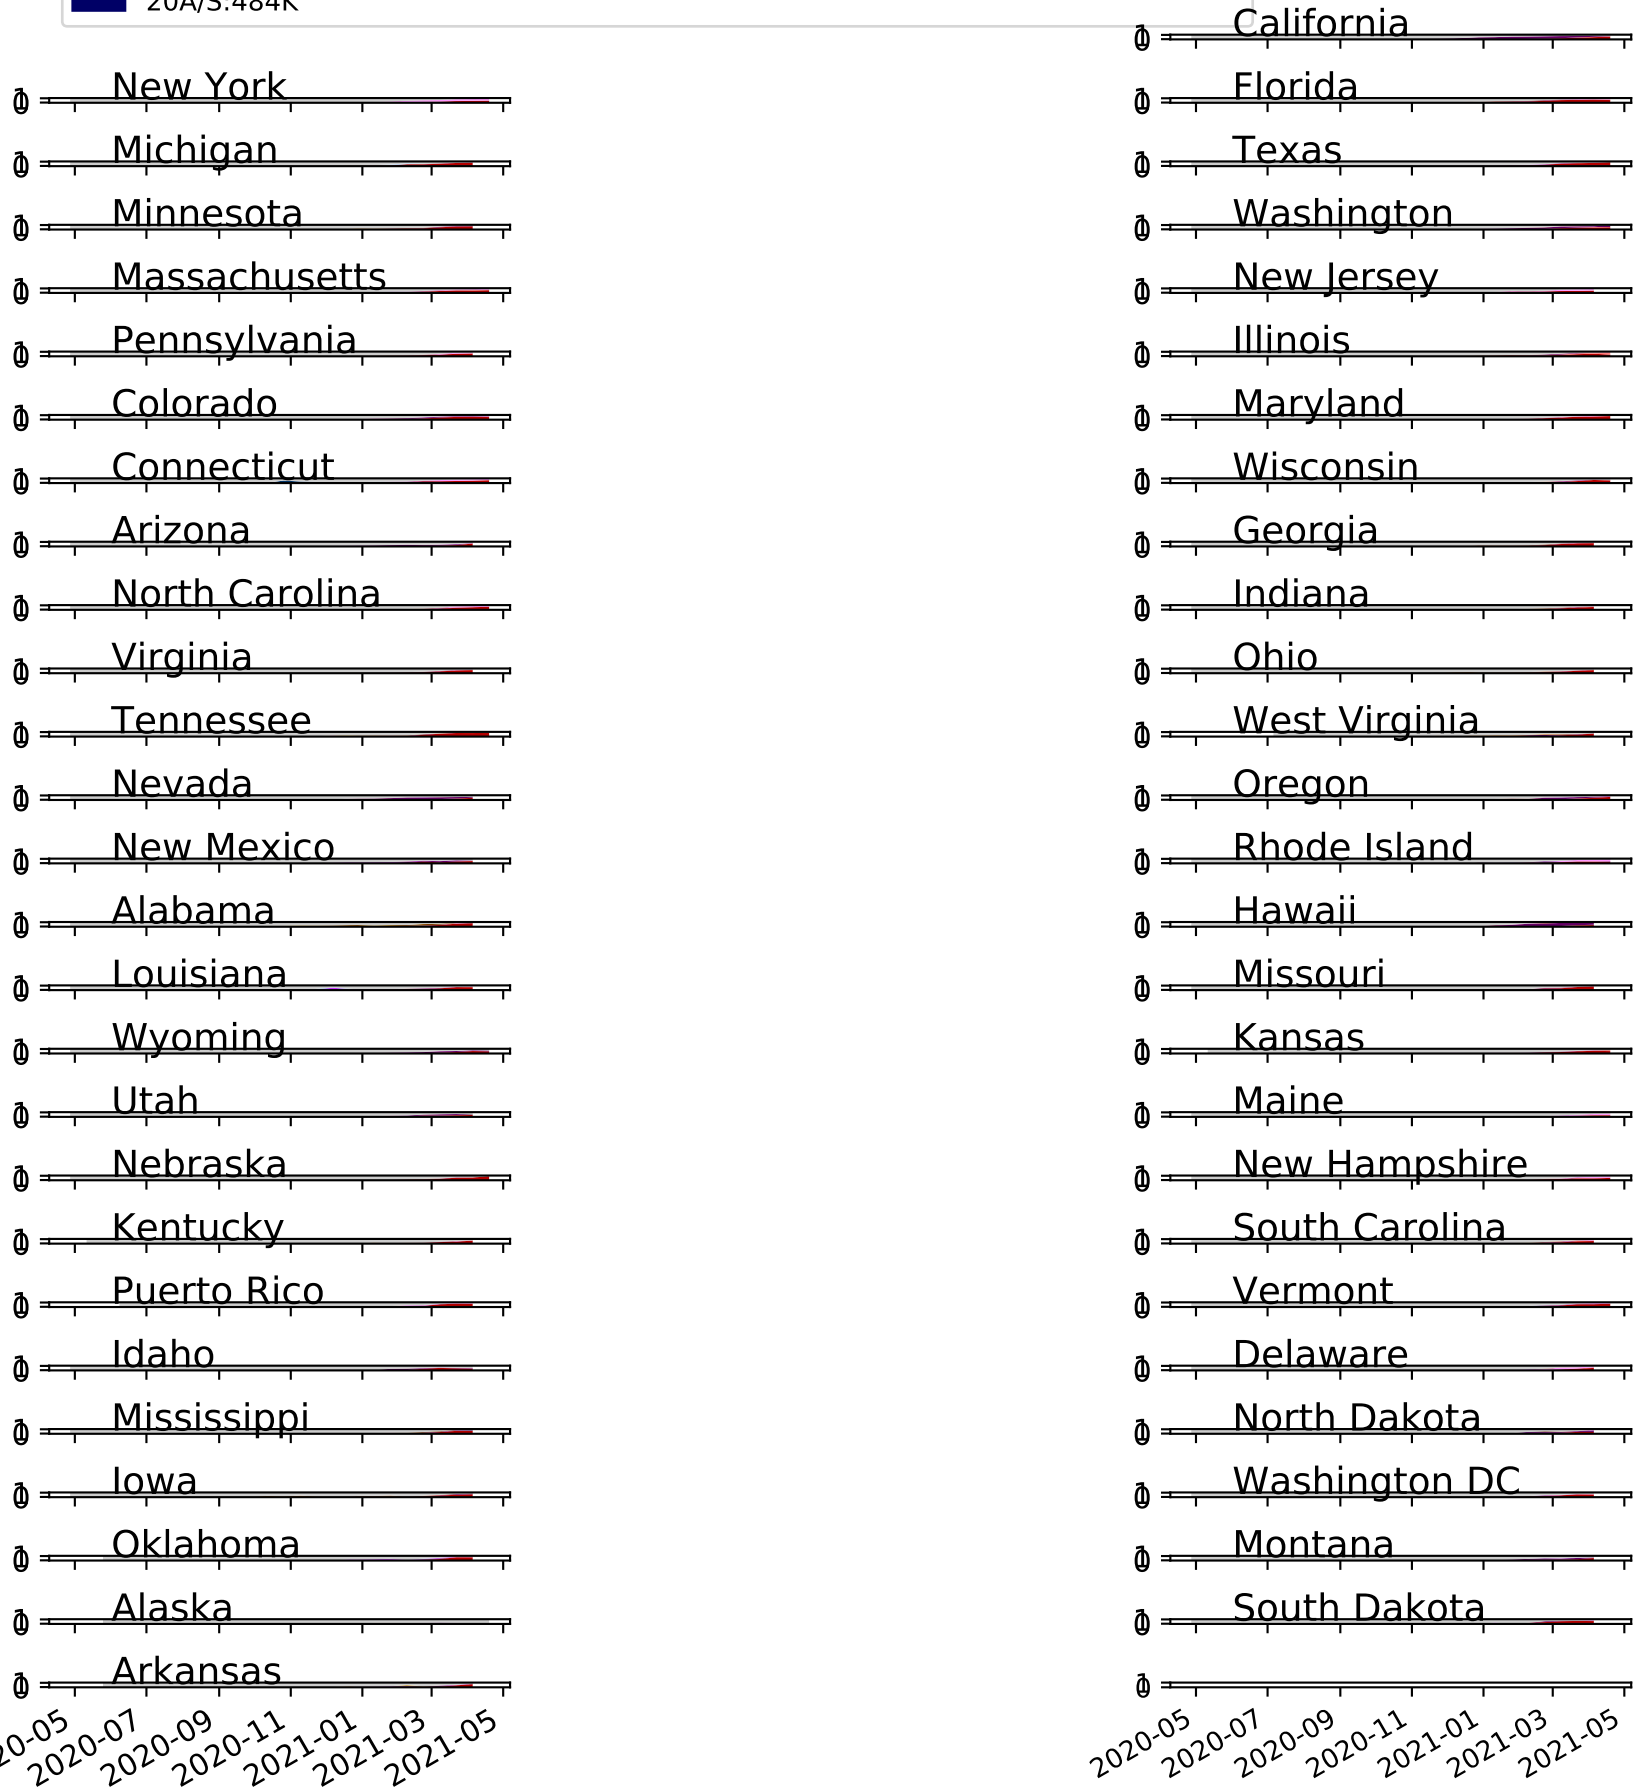 20A/S:484K
California
New York
Florida
Michigan
Texas
Minnesota
Washington
Massachusetts
New Jersey
Pennsylvania
Illinois
Colorado
Maryland
Connecticut
Wisconsin
Arizona
Georgia
North Carolina
Indiana
Virginia
Ohio
Tennessee
West Virginia
Nevada
Oregon
New Mexico
Rhode Island
Alabama
Hawaii
Louisiana
Missouri
Wyoming
Kansas
Utah
Maine
Nebraska
New Hampshire
Kentucky
South Carolina
Puerto Rico
Vermont
Idaho
Delaware
Mississippi
North Dakota
Iowa
Washington DC
Oklahoma
Montana
Alaska
South Dakota
Arkansas
20-05 2020-07 2020-09 2020-11 2021-01 2021-03 2021-05
2020-05 2020-07 2020-09 2020-11 2021-01 2021-03 2021-05